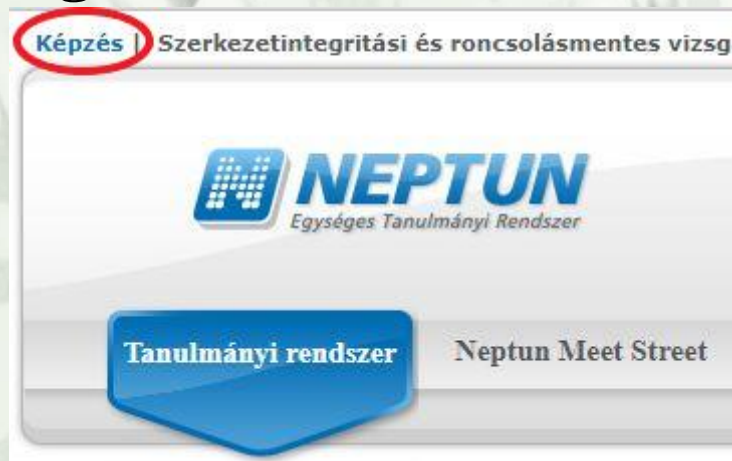 Képzés | Szerkezetintegritási és roncsolásmentes vizsg
NEPTUN
Egységes Tanulmányi Rendszer
Tanulmányi rendszer Neptun Meet Street